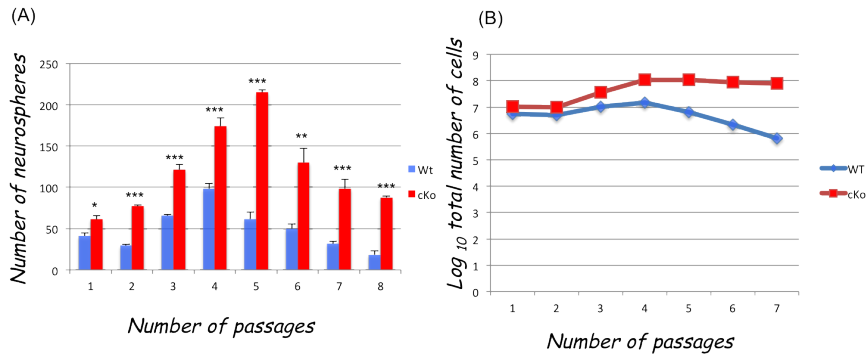 (A)
Number of neurospheres
250
200
150
100
50
0
* *** *** *** *** ** *** ***
1 2 3 4 5 6 7 8
Number of passages
Wt
cKo
(B)
Log 10 total number of cells
9
8
7
6
5
4
3
2
1
0
1 2 3 4 5 6 7
Number of passages
WT
cKo